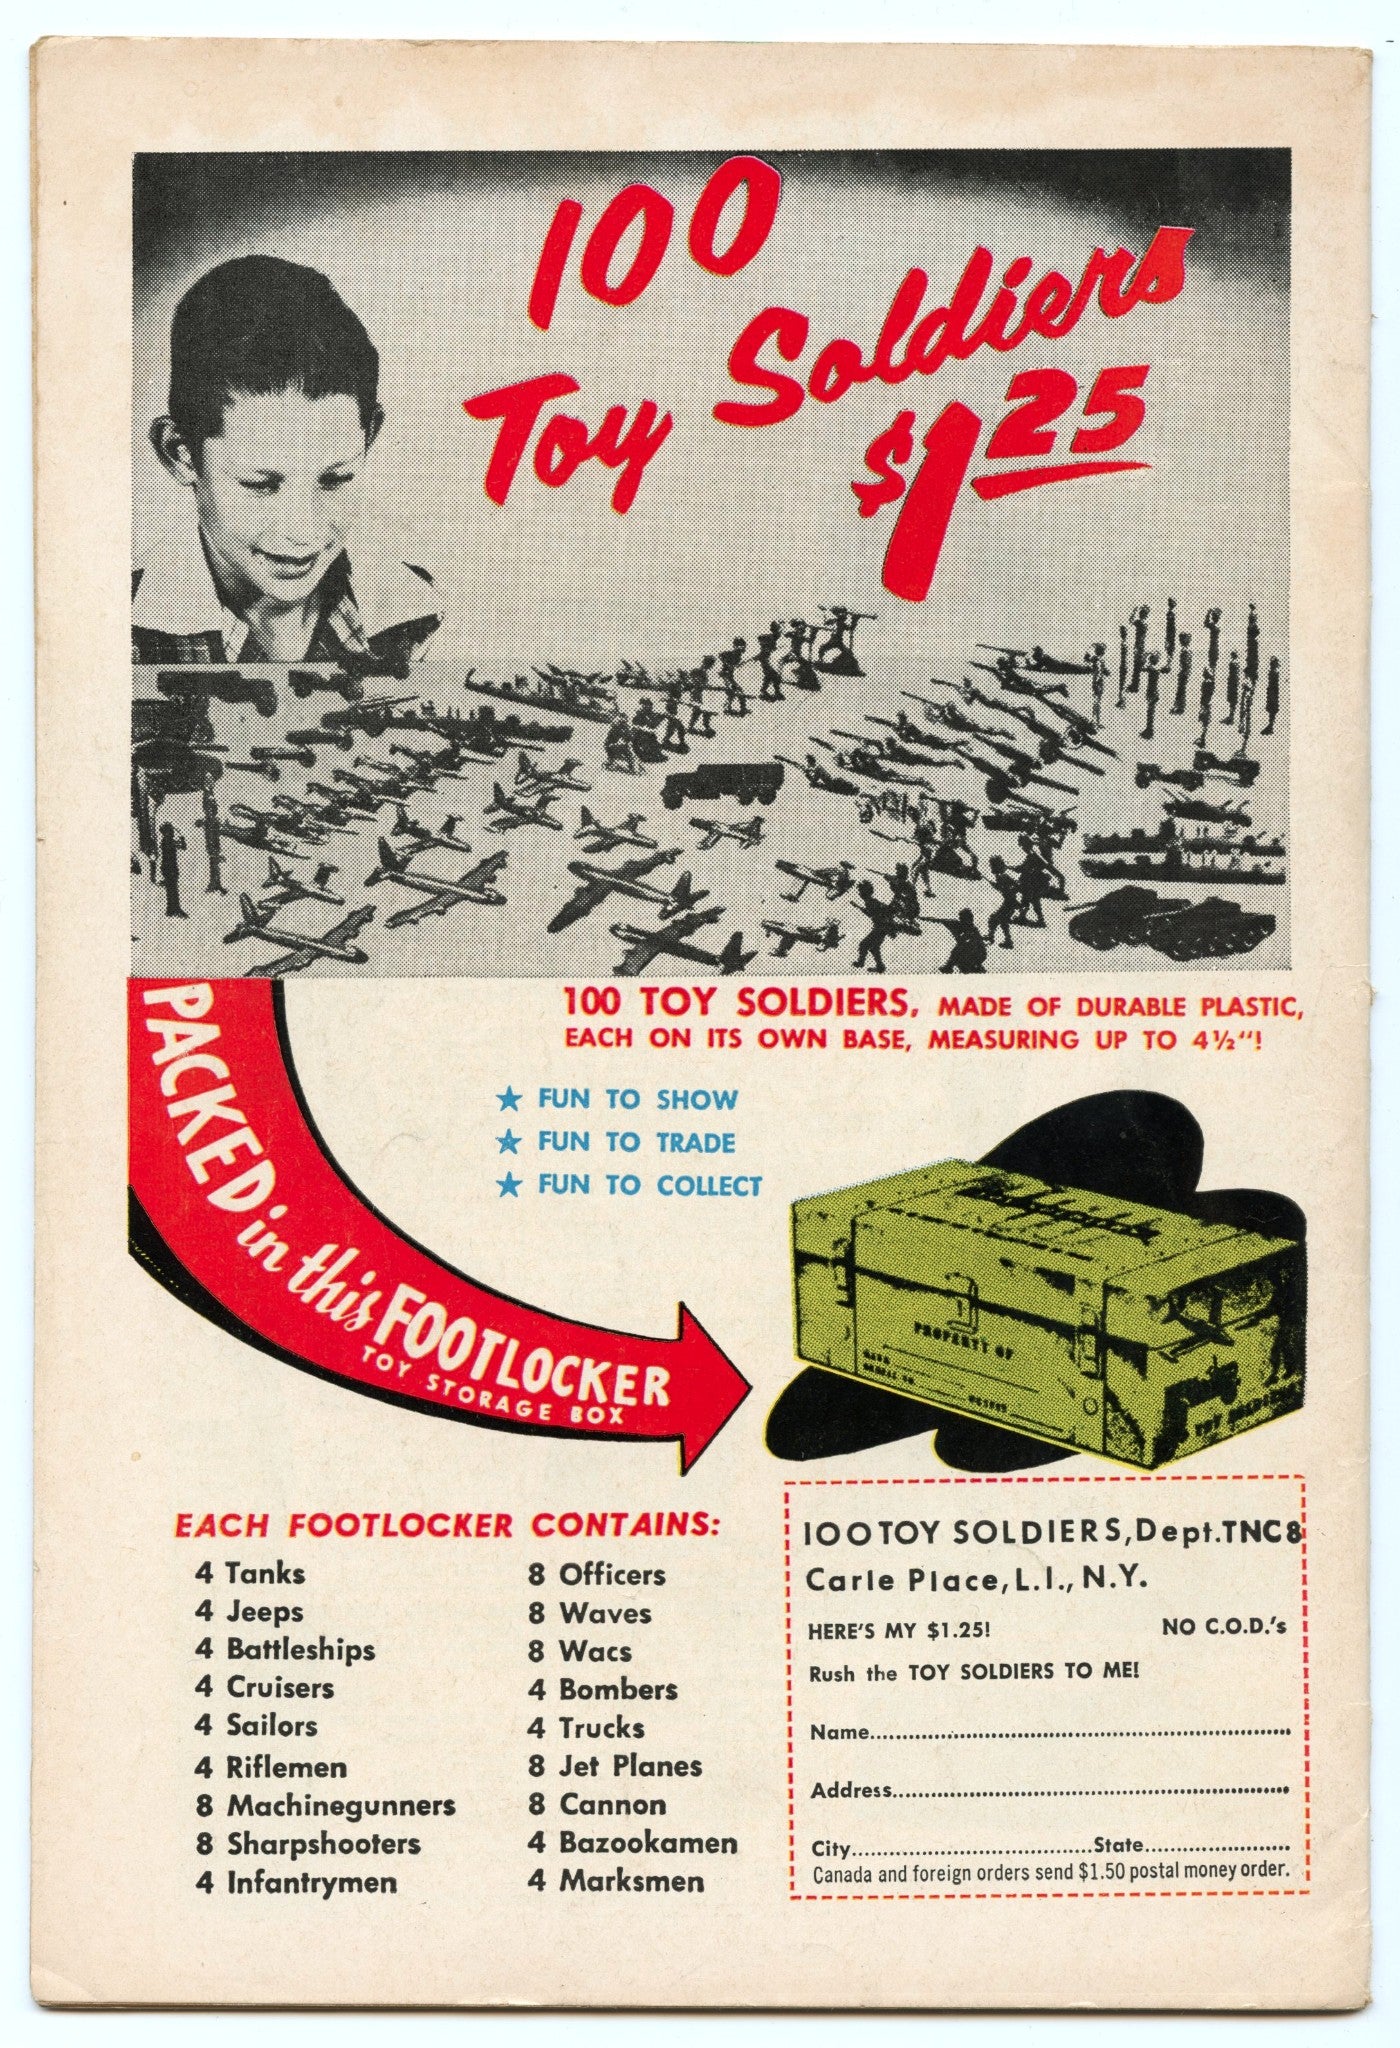 100
Toy Soldiers
$1.25
PACKED in this FOOTLOCKER
TOY STORAGE BOX
100 TOY SOLDIERS, MADE OF DURABLE PLASTIC,
EACH ON ITS OWN BASE, MEASURING UP TO 4½"!
★ FUN TO SHOW
★ FUN TO TRADE
★ FUN TO COLLECT
PROPERTY OF
TOY SOLDIERS
EACH FOOTLOCKER CONTAINS:
4 Tanks
4 Jeeps
4 Battleships
4 Cruisers
4 Sailors
4 Riflemen
8 Machinegunners
8 Sharpshooters
4 Infantrymen
8 Officers
8 Waves
8 Wacs
4 Bombers
4 Trucks
8 Jet Planes
8 Cannon
4 Bazookamen
4 Marksmen
100 TOY SOLDIERS, Dept. TNC8
Carle Place, L.I., N.Y.
HERE'S MY $1.25! NO C.O.D.'s
Rush the TOY SOLDIERS TO ME!
Name
Address
City State
Canada and foreign orders send $1.50 postal money order.